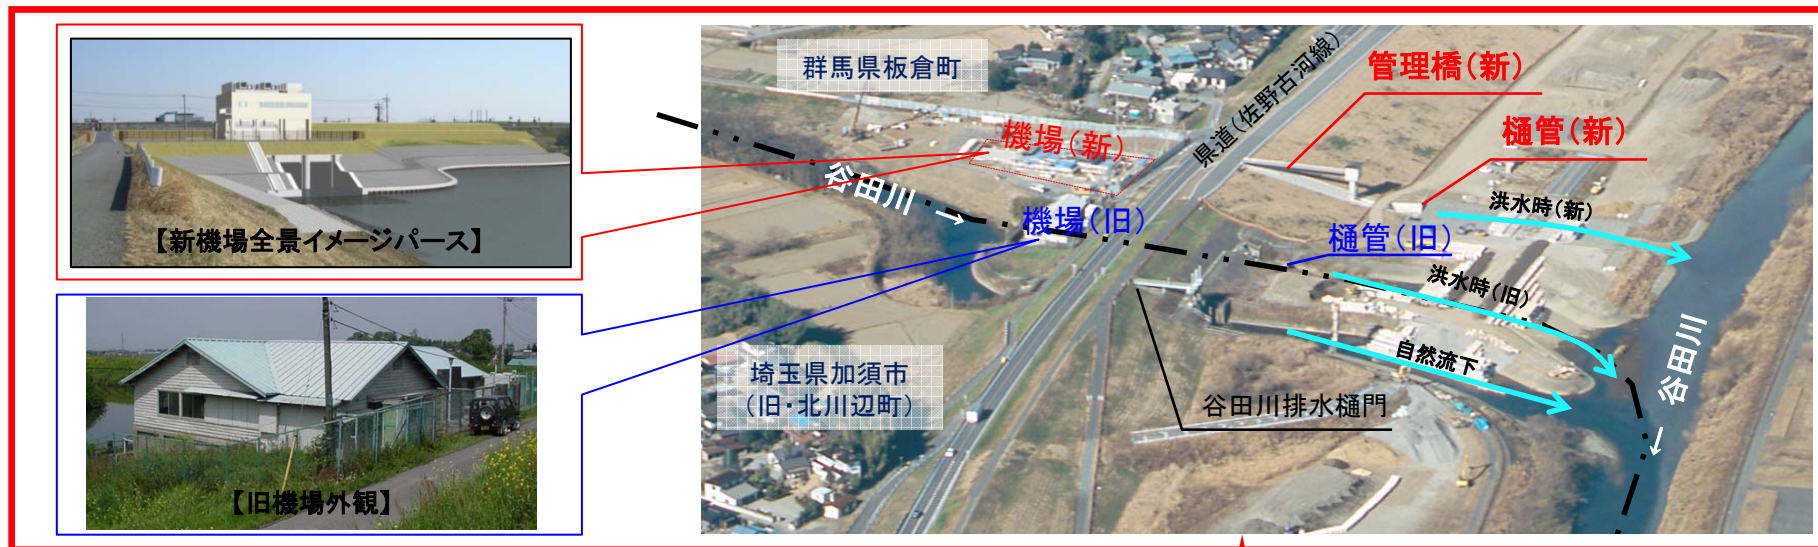 【新機場全景イメージパース】
【旧機場外観】
群馬県板倉町
機場(新)
県道(佐野古河線)
管理橋(新)
樋管(新)
谷田川 →
機場(旧)
樋管(旧)
洪水時(新)
洪水時(旧)
自然流下
谷田川 →
埼玉県加須市
(旧・北川辺町)
谷田川排水樋門